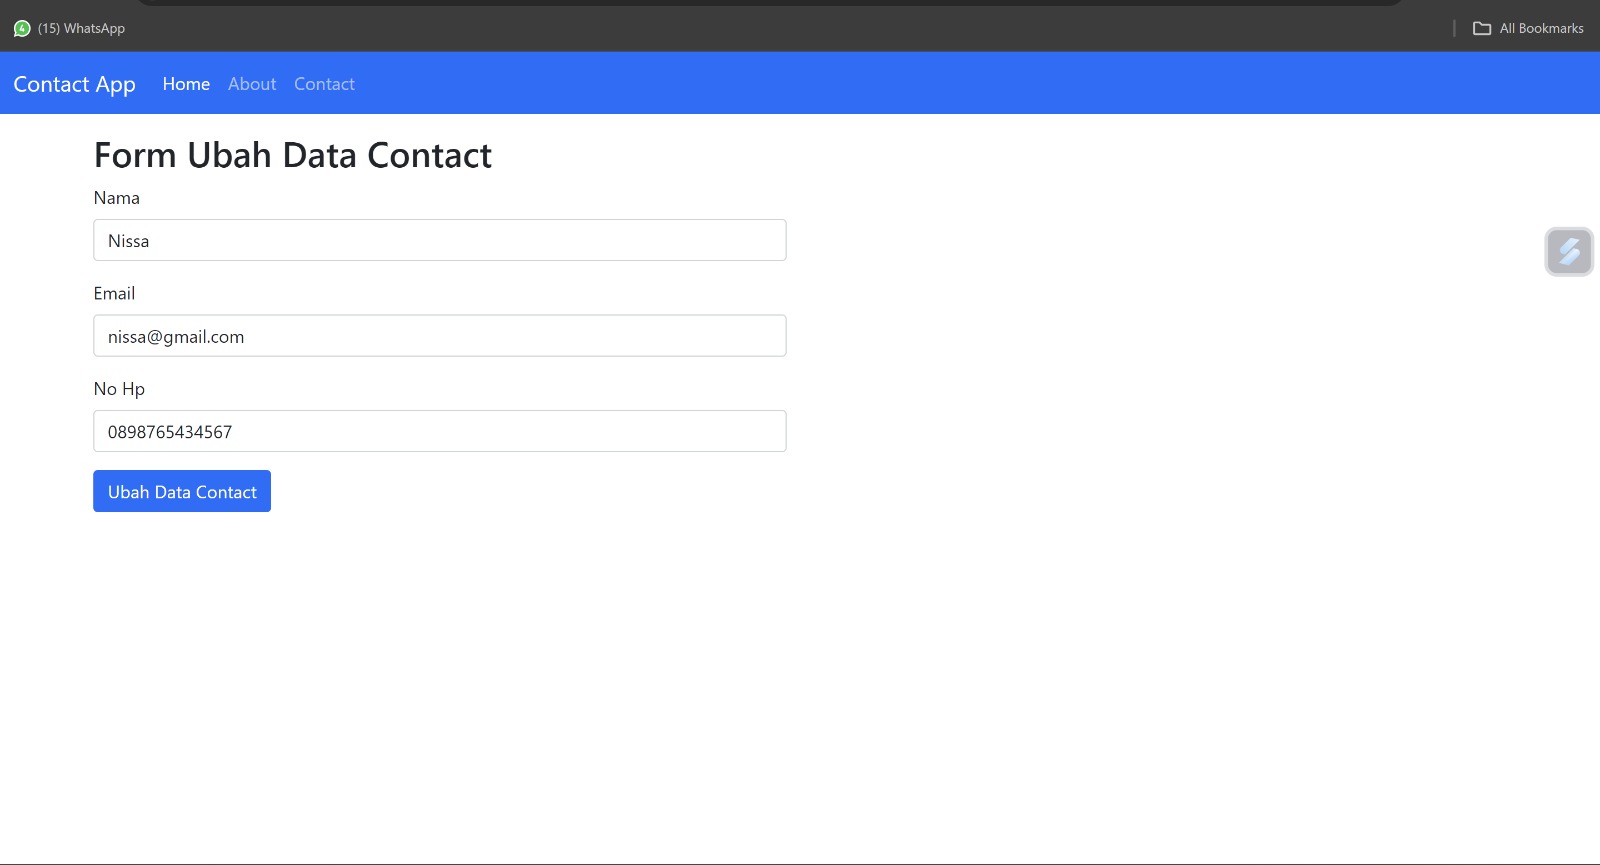 (15) WhatsApp
All Bookmarks
Contact App Home About Contact
Form Ubah Data Contact
Nama
Nissa
Email
nissa@gmail.com
No Hp
0898765434567
Ubah Data Contact